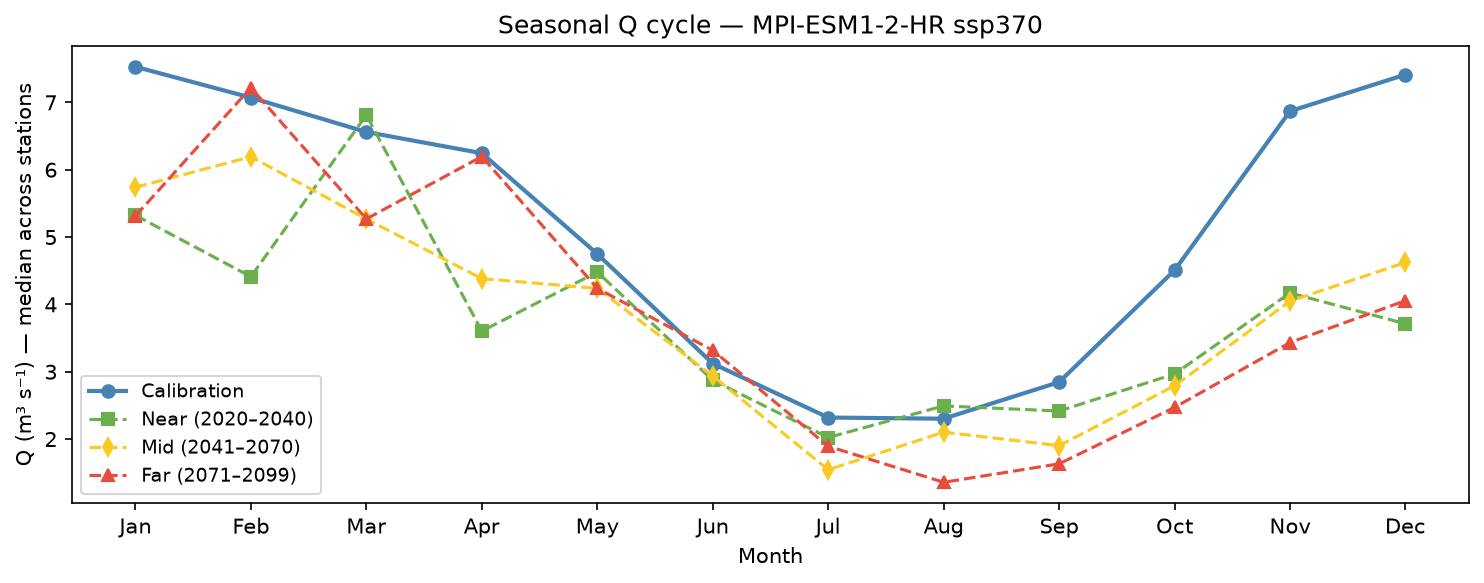 Seasonal Q cycle — MPI-ESM1-2-HR ssp370
Q (m³ s⁻¹) — median across stations
7
6
5
4
3
2
Calibration
Near (2020–2040)
Mid (2041–2070)
Far (2071–2099)
Jan Feb Mar Apr May Jun Jul Aug Sep Oct Nov Dec
Month